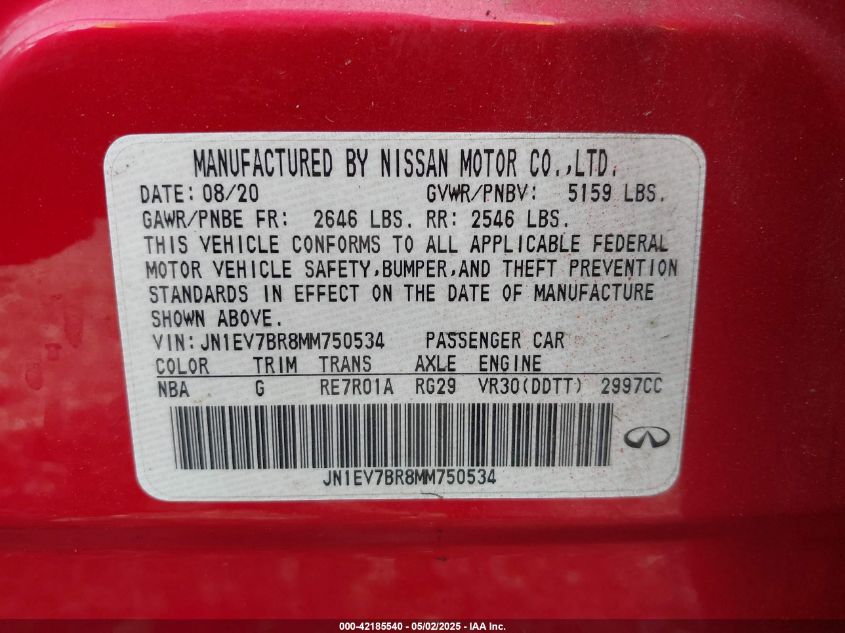 MANUFACTURED BY NISSAN MOTOR CO.,LTD.
DATE: 08/20 GVWR/PNBV: 5159 LBS.
GAWR/PNBE FR: 2646 LBS. RR: 2546 LBS.
THIS VEHICLE CONFORMS TO ALL APPLICABLE FEDERAL
MOTOR VEHICLE SAFETY,BUMPER,AND THEFT PREVENTION
STANDARDS IN EFFECT ON THE DATE OF MANUFACTURE
SHOWN ABOVE.
VIN:JN1EV7BR8MM750534 PASSENGER CAR
COLOR TRIM TRANS AXLE ENGINE
NBA G RE7R01A RG29 VR30(DDTT) 2997CC
JN1EV7BR8MM750534
000-42185540 - 05/02/2025 - IAA Inc.